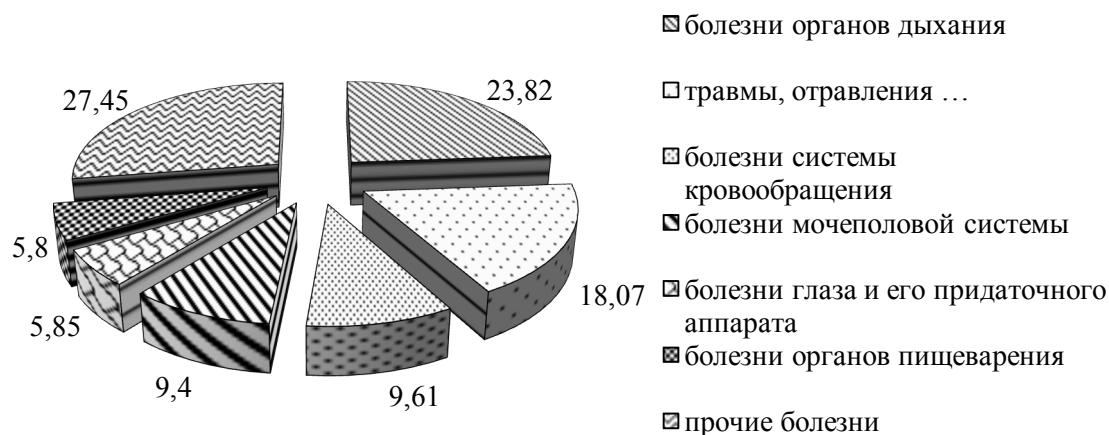 27,45
23,82
18,07
9,61
9,4
5,85
5,8
болезни органов дыхания
травмы, отравления …
болезни системы
кровообращения
болезни мочеполовой системы
болезни глаза и его придаточного
аппарата
болезни органов пищеварения
прочие болезни